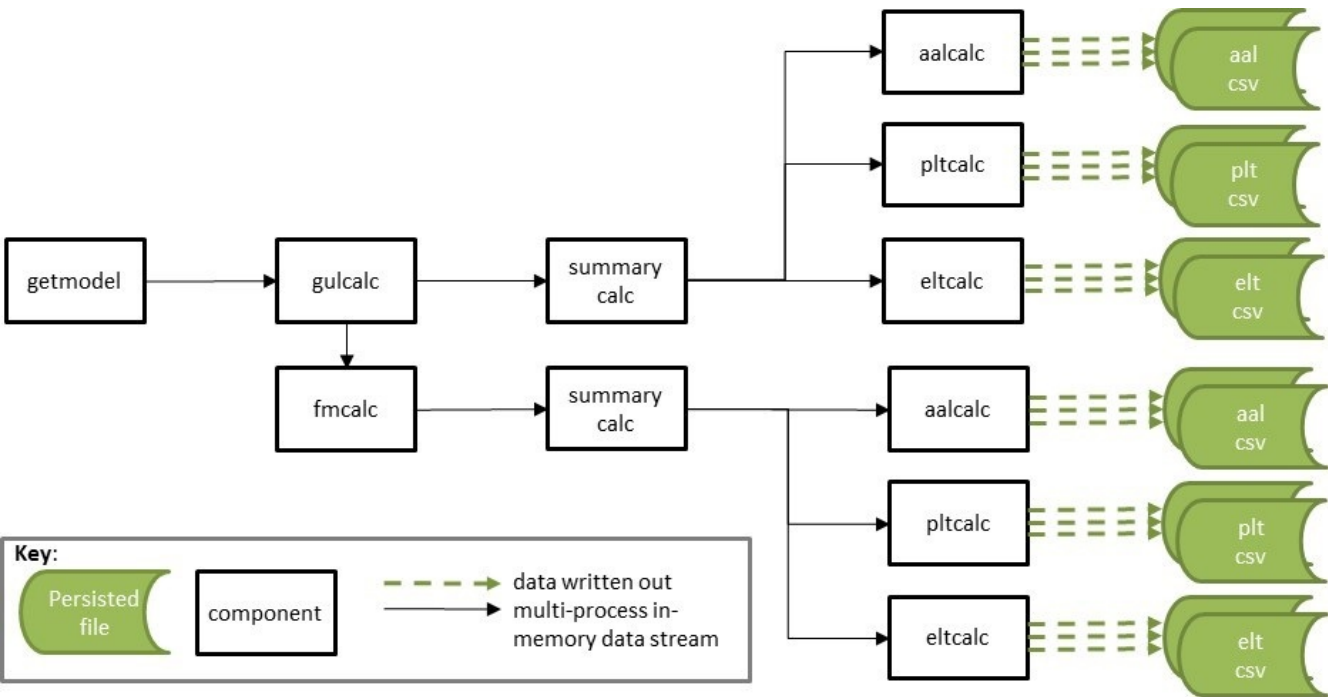 aalcalc
aal
csv
pltcalc
plt
csv
getmodel
gulcalc
summary
calc
eltcalc
elt
csv
fmcalc
summary
calc
aalcalc
aal
csv
pltcalc
plt
csv
eltcalc
elt
csv
Key:
Persisted
file
component
data written out
multi-process in-
memory data stream